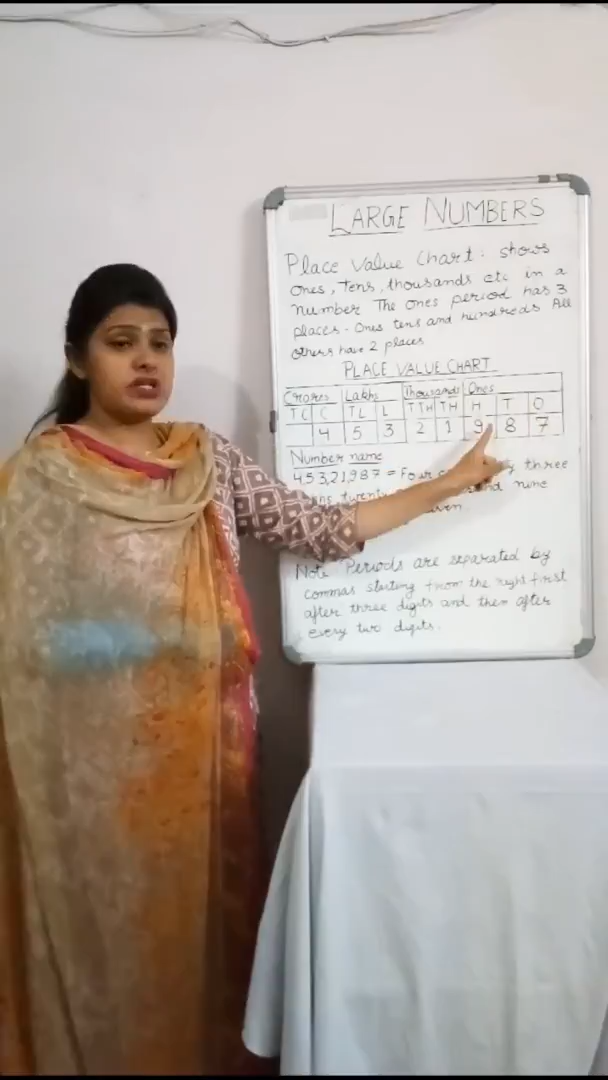 LARGE NUMBERS
Place Value Chart: shows
ones, tens, thousands etc in a
number The ones period has 3
places - Ones tens and hundreds All
others have 2 places
PLACE VALUE CHART
Crores Lakhs Thousands Ones
TC C TL L TTH TH H T O
4 5 3 2 1 9 8 7
Number name
4,53,21,987 = Four three
twenty nine
Note: Periods are separated by
commas starting from the right first
after three digits and then after
every two digits.